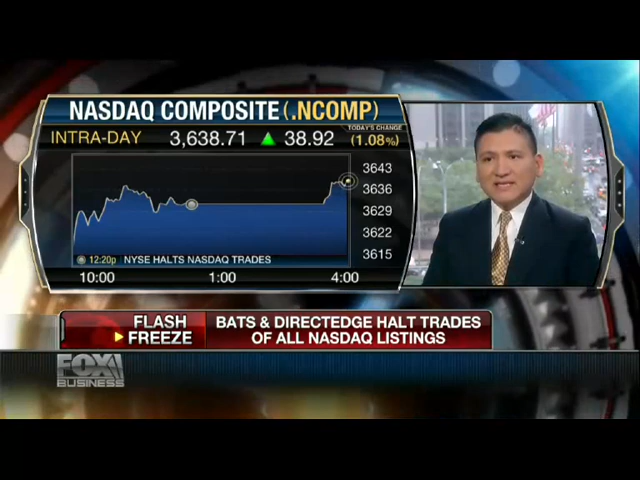 NASDAQ COMPOSITE (.NCOMP)
INTRA-DAY 3,638.71 ▲ 38.92 TODAY'S CHANGE (1.08%)
3643
3636
3629
3622
3615
12:20p NYSE HALTS NASDAQ TRADES
10:00 1:00 4:00
FLASH FREEZE
BATS & DIRECTEDGE HALT TRADES
OF ALL NASDAQ LISTINGS
FOX
BUSINESS